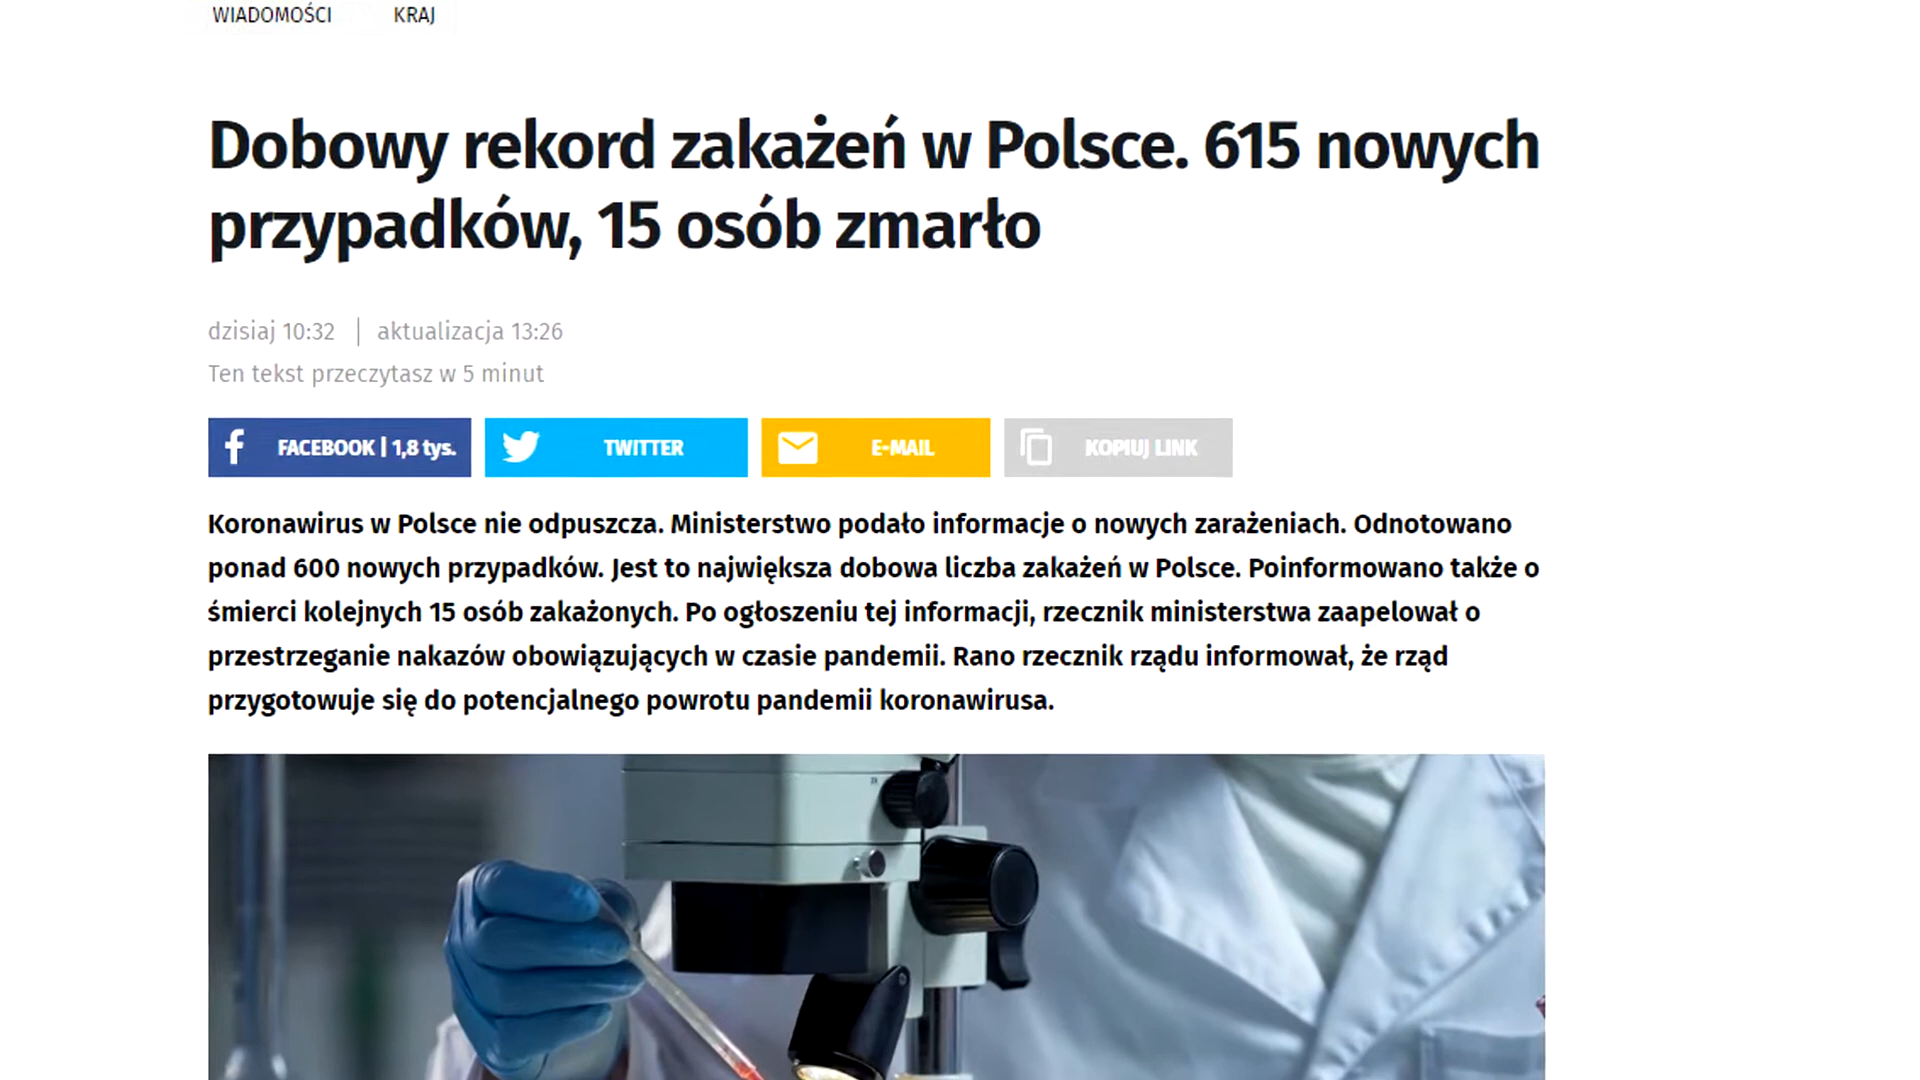 WIADOMOŚCI KRAJ
Dobowy rekord zakażeń w Polsce. 615 nowych
przypadków, 15 osób zmarło
dzisiaj 10:32 | aktualizacja 13:26
Ten tekst przeczytasz w 5 minut
FACEBOOK | 1,8 tys. TWITTER E-MAIL KOPIUJ LINK
Koronawirus w Polsce nie odpuszcza. Ministerstwo podało informacje o nowych zarażeniach. Odnotowano
ponad 600 nowych przypadków. Jest to największa dobowa liczba zakażeń w Polsce. Poinformowano także o
śmierci kolejnych 15 osób zakażonych. Po ogłoszeniu tej informacji, rzecznik ministerstwa zaapelował o
przestrzeganie nakazów obowiązujących w czasie pandemii. Rano rzecznik rządu informował, że rząd
przygotowuje się do potencjalnego powrotu pandemii koronawirusa.